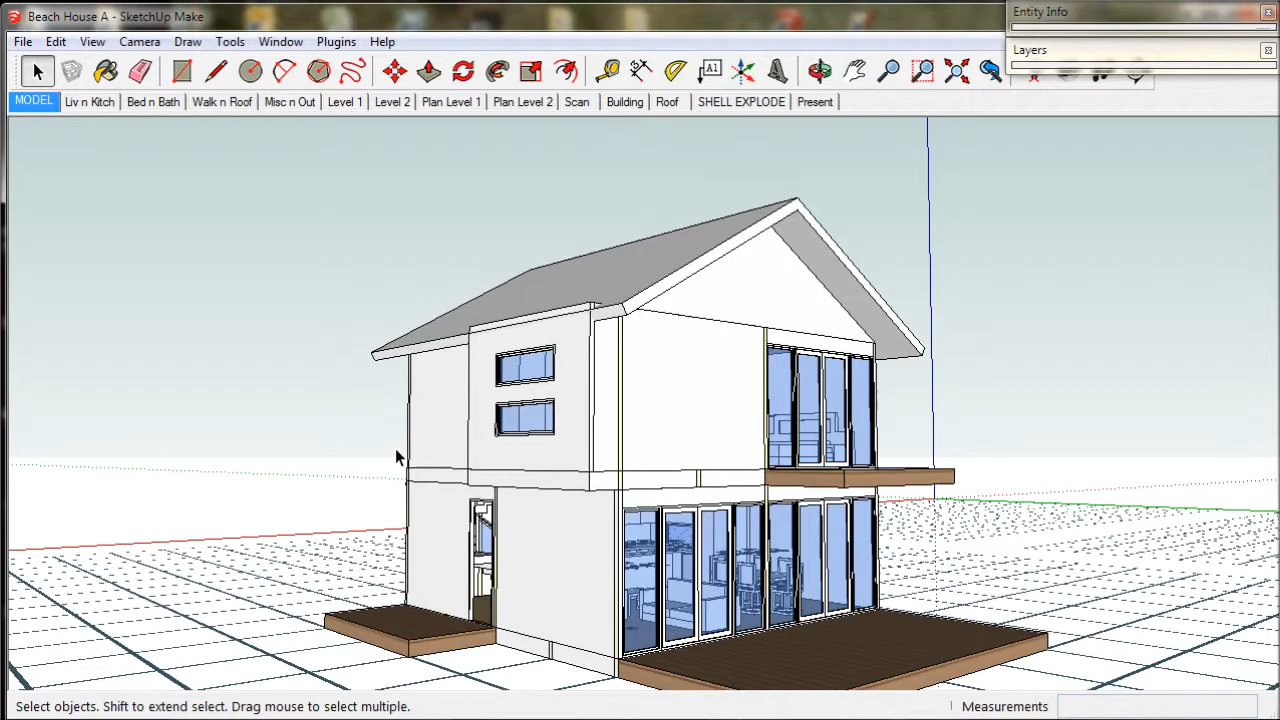 Beach House A - SketchUp Make
Entity Info
File Edit View Camera Draw Tools Window Plugins Help
Layers
A1
MODEL Liv n Kitch Bed n Bath Walk n Roof Misc n Out Level 1 Level 2 Plan Level 1 Plan Level 2 Scan Building Roof SHELL EXPLODE Present
Select objects. Shift to extend select. Drag mouse to select multiple. Measurements